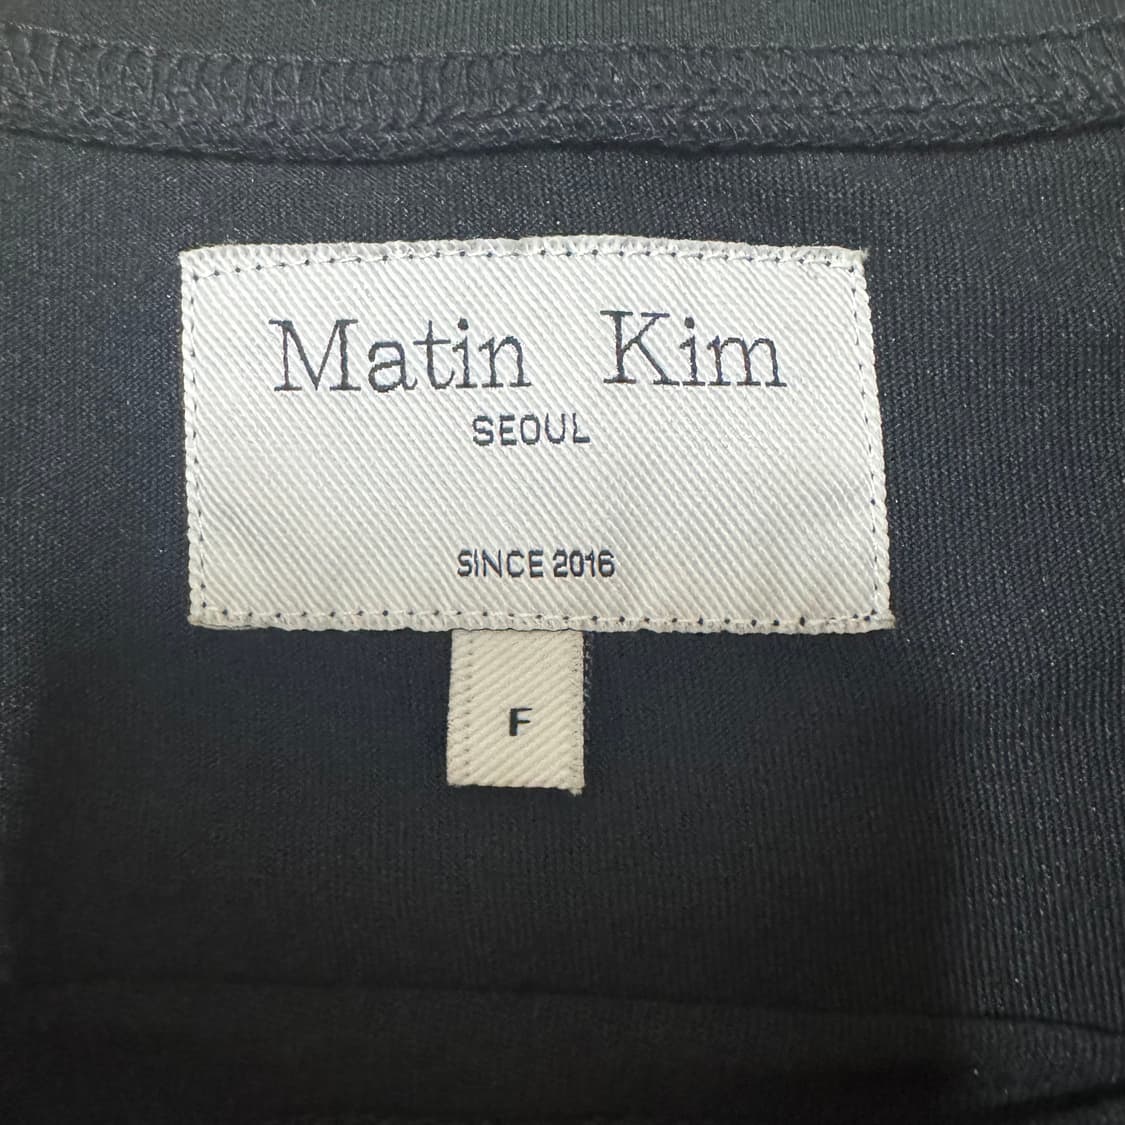 Matin Kim
SEOUL
SINCE 2016
F